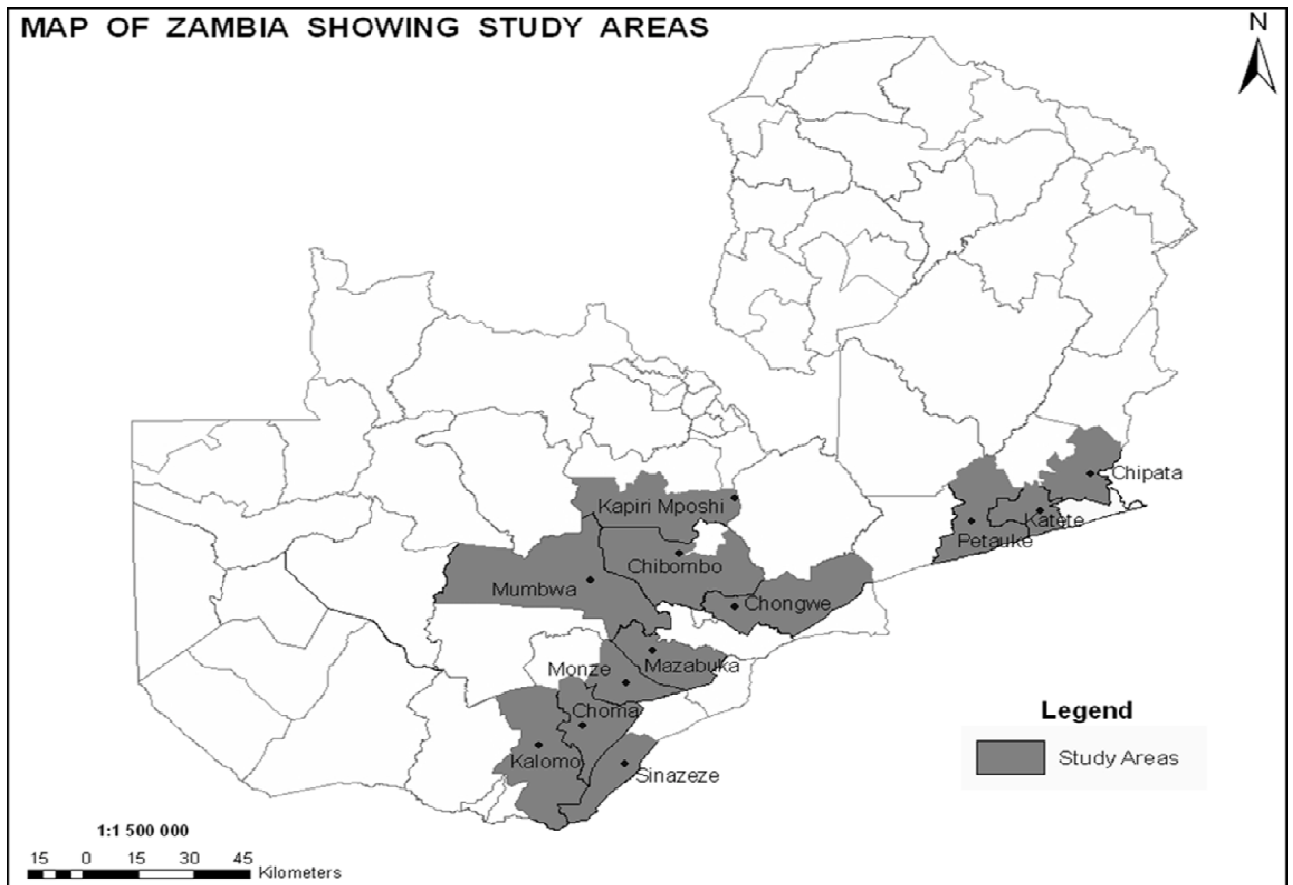 MAP OF ZAMBIA SHOWING STUDY AREAS
N
Chipata
Kapiri Mposhi
Katete
Petauke
Chibombo
Mumbwa
Chongwe
Mazabuka
Monze
Choma
Kalomo
Sinazeze
Legend
Study Areas
1:1 500 000
15 0 15 30 45
Kilometers